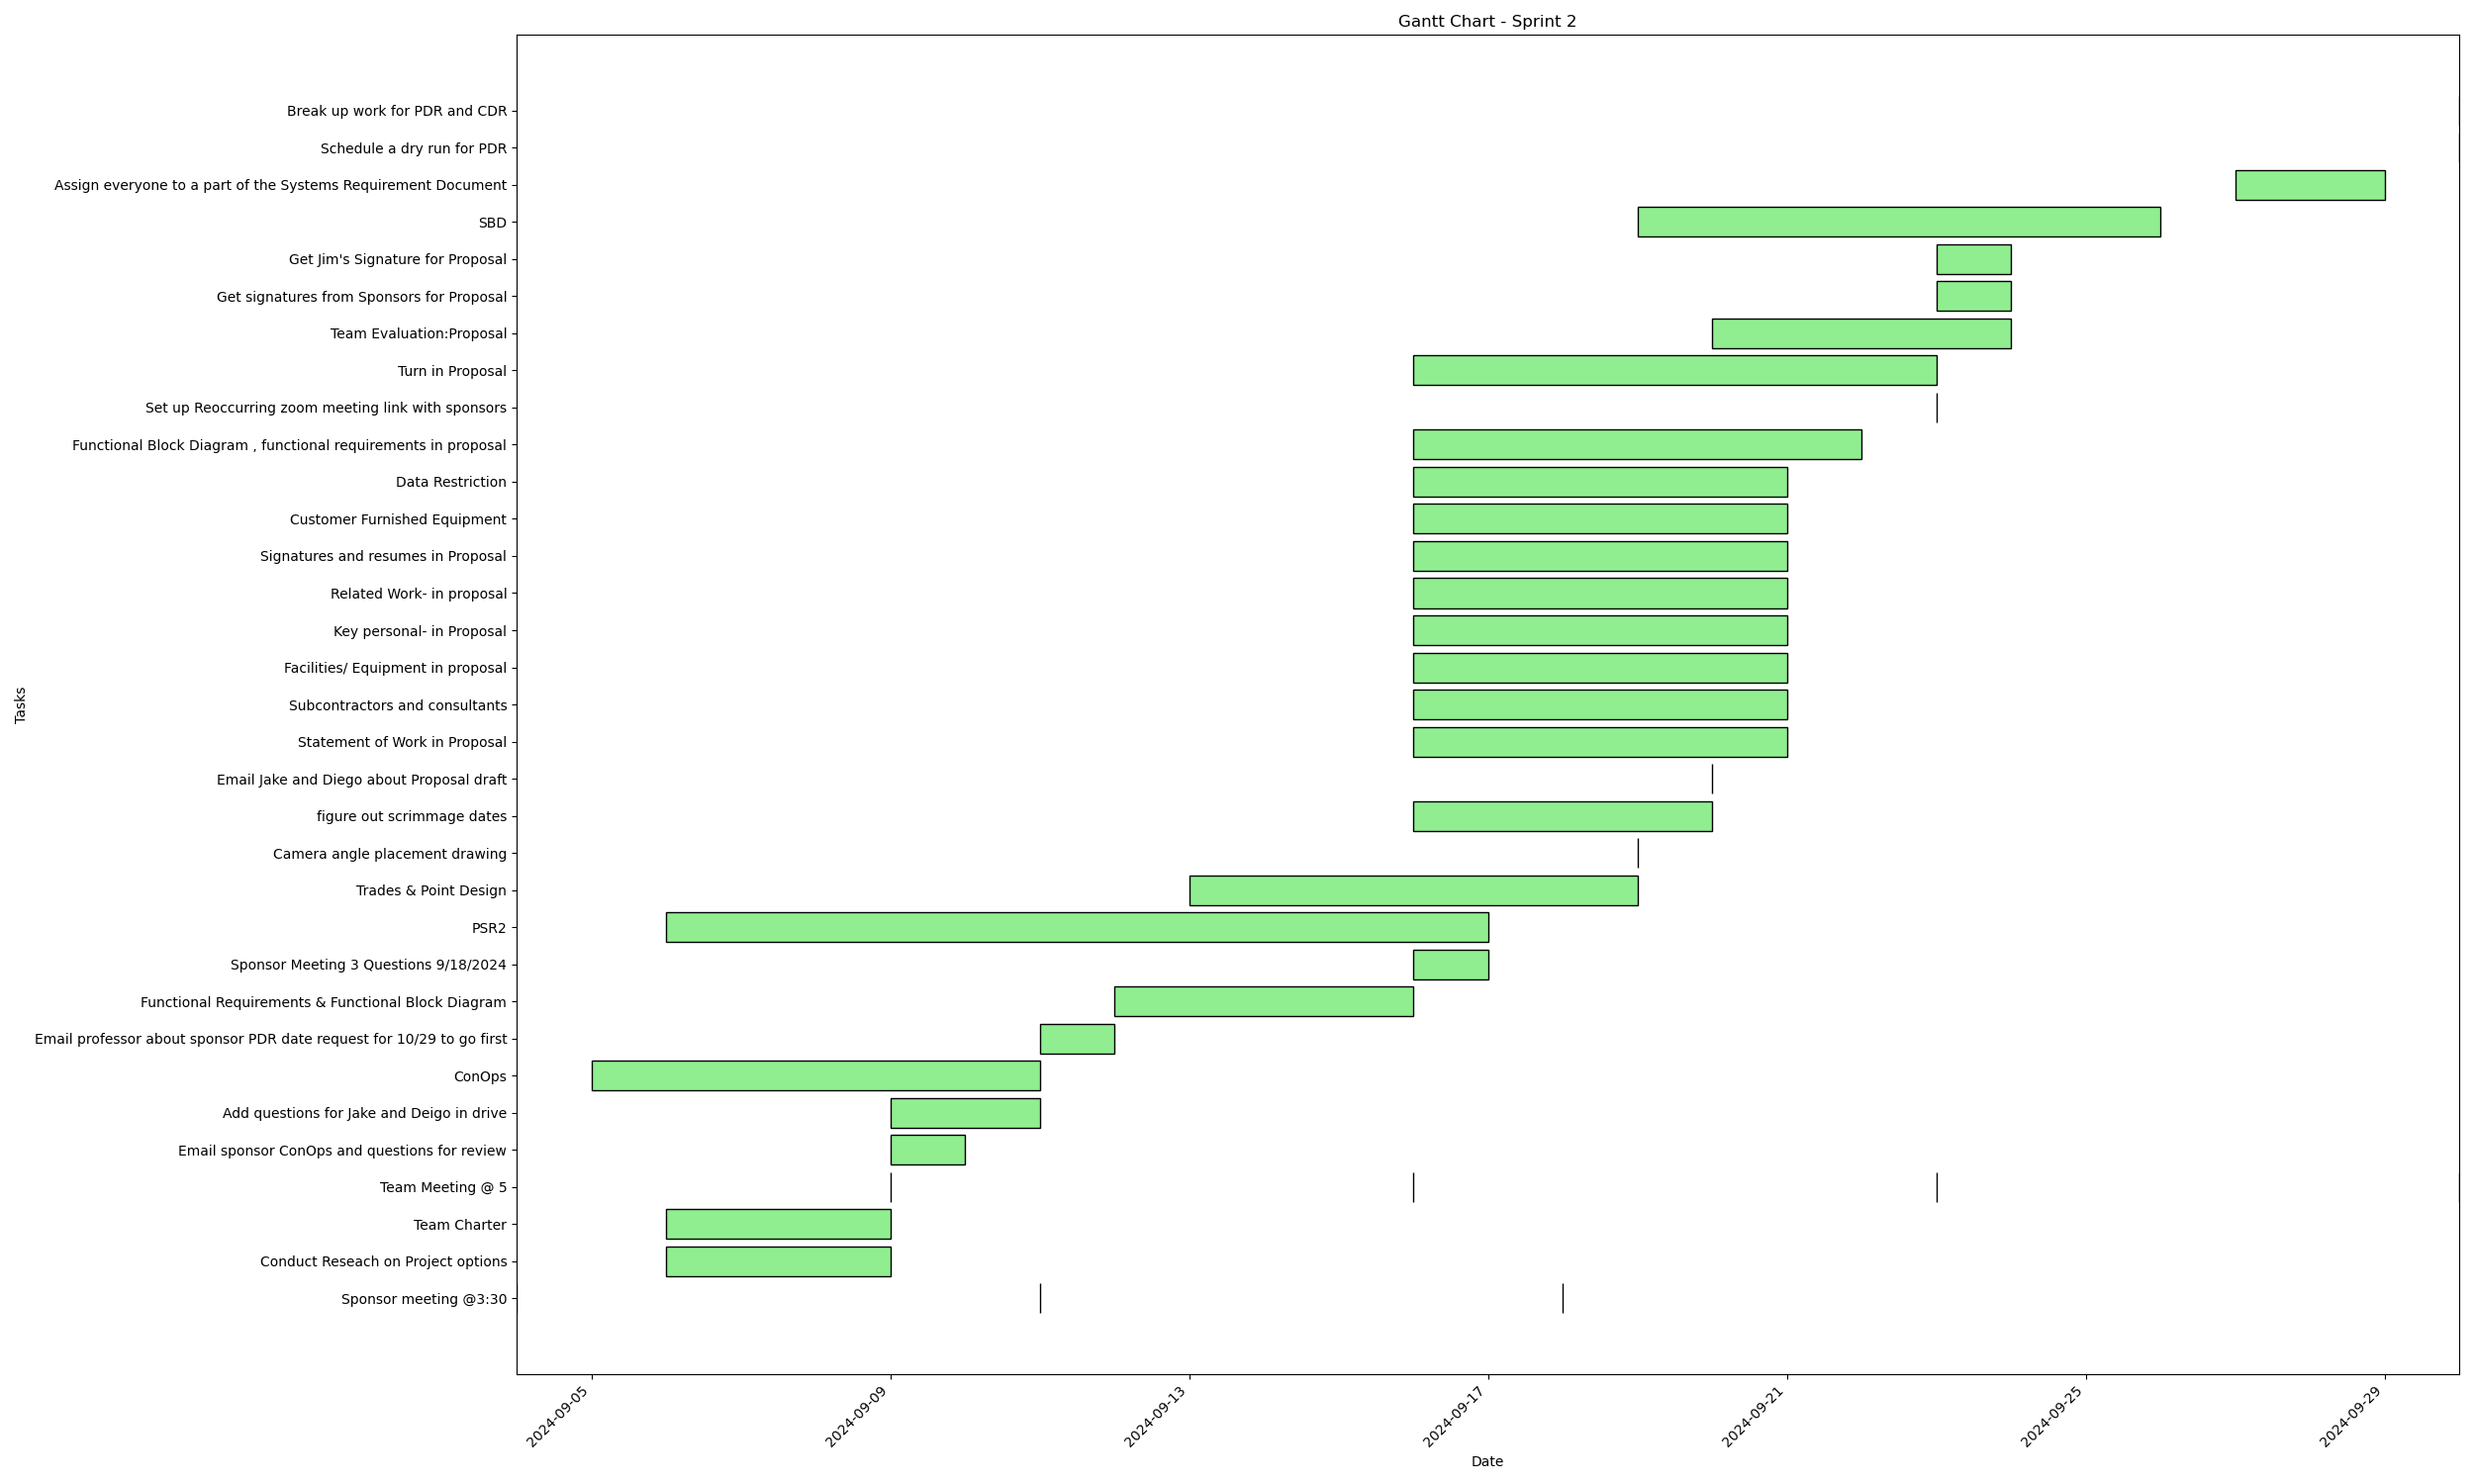 Gantt Chart - Sprint 2
Break up work for PDR and CDR
Schedule a dry run for PDR
Assign everyone to a part of the Systems Requirement Document
SBD
Get Jim's Signature for Proposal
Get signatures from Sponsors for Proposal
Team Evaluation:Proposal
Turn in Proposal
Set up Reoccurring zoom meeting link with sponsors
Functional Block Diagram , functional requirements in proposal
Data Restriction
Customer Furnished Equipment
Signatures and resumes in Proposal
Related Work- in proposal
Key personal- in Proposal
Facilities/ Equipment in proposal
Subcontractors and consultants
Statement of Work in Proposal
Email Jake and Diego about Proposal draft
figure out scrimmage dates
Camera angle placement drawing
Trades & Point Design
PSR2
Sponsor Meeting 3 Questions 9/18/2024
Functional Requirements & Functional Block Diagram
Email professor about sponsor PDR date request for 10/29 to go first
ConOps
Add questions for Jake and Deigo in drive
Email sponsor ConOps and questions for review
Team Meeting @ 5
Team Charter
Conduct Reseach on Project options
Sponsor meeting @3:30
Tasks
2024-09-05
2024-09-09
2024-09-13
2024-09-17
2024-09-21
2024-09-25
2024-09-29
Date